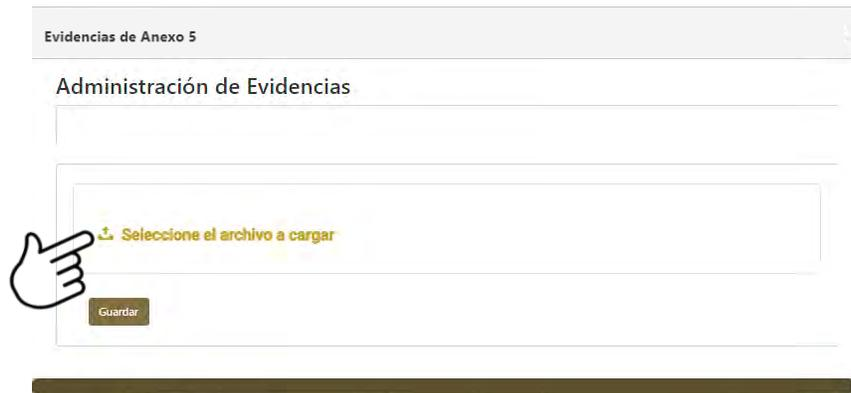 Evidencias de Anexo 5
Administración de Evidencias
Seleccione el archivo a cargar
Guardar